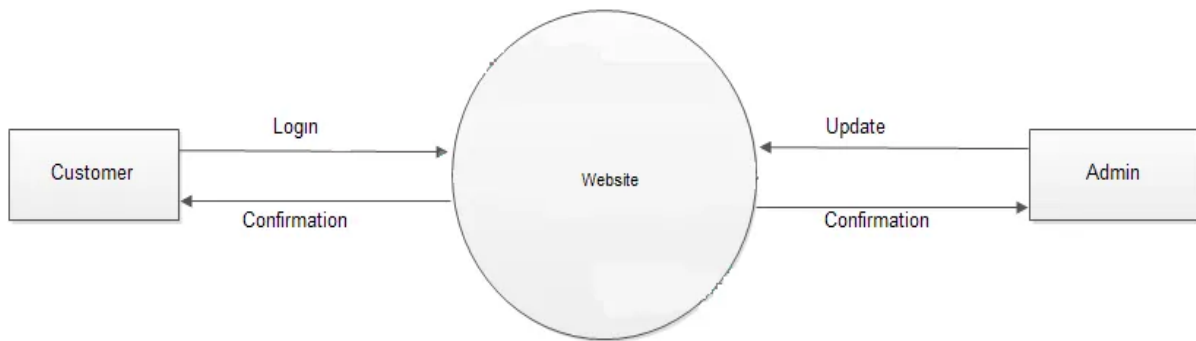 Login
Update
Customer
Website
Admin
Confirmation
Confirmation